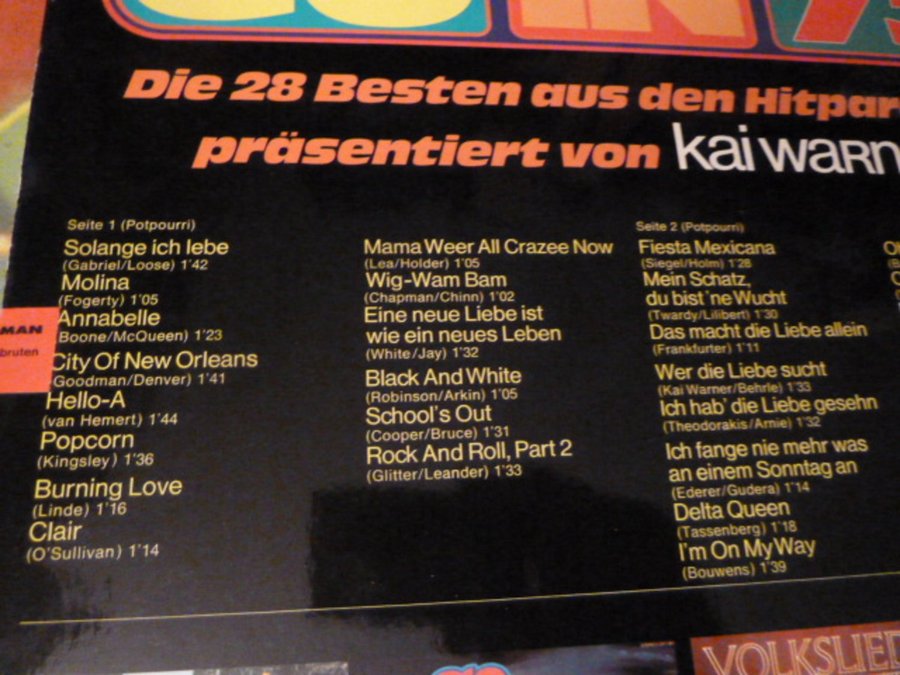 GO IN
Die 28 Besten aus den Hitpar
präsentiert von kai warn
Seite 1 (Potpourri)
Solange ich lebe
(Gabriel/Loose) 1'42
Molina
(Fogerty) 1'05
Annabelle
(Boone/McQueen) 1'23
City Of New Orleans
(Goodman/Denver) 1'41
Hello-A
(van Hemert) 1'44
Popcorn
(Kingsley) 1'36
Burning Love
(Linde) 1'16
Clair
(O'Sullivan) 1'14
Mama Weer All Crazee Now
(Lea/Holder) 1'05
Wig-Wam Bam
(Chapman/Chinn) 1'02
Eine neue Liebe ist
wie ein neues Leben
(White/Jay) 1'32
Black And White
(Robinson/Arkin) 1'05
School's Out
(Cooper/Bruce) 1'31
Rock And Roll, Part 2
(Glitter/Leander) 1'33
Seite 2 (Potpourri)
Fiesta Mexicana
(Siegel/Holm) 1'28
Mein Schatz,
du bist'ne Wucht
(Twardy/Lilibert) 1'30
Das macht die Liebe allein
(Frankfurter) 1'11
Wer die Liebe sucht
(Kai Warner/Behrle) 1'33
Ich hab' die Liebe gesehn
(Theodorakis/Arnie) 1'32
Ich fange nie mehr was
an einem Sonntag an
(Ederer/Gudera) 1'14
Delta Queen
(Tassenberg) 1'18
I'm On My Way
(Bouwens) 1'39
MAN
bruten
VOLKSLIED